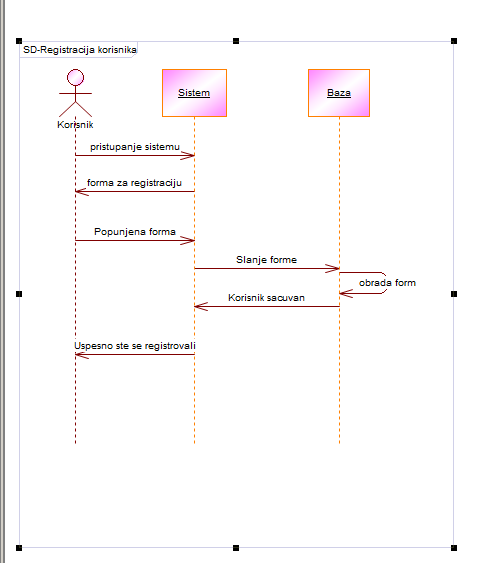 SD-Registracija korisnika
Sistem
Baza
Korisnik
pristupanje sistemu
forma za registraciju
Popunjena forma
Slanje forme
obrada form
Korisnik sacuvan
Uspesno ste se registrovali